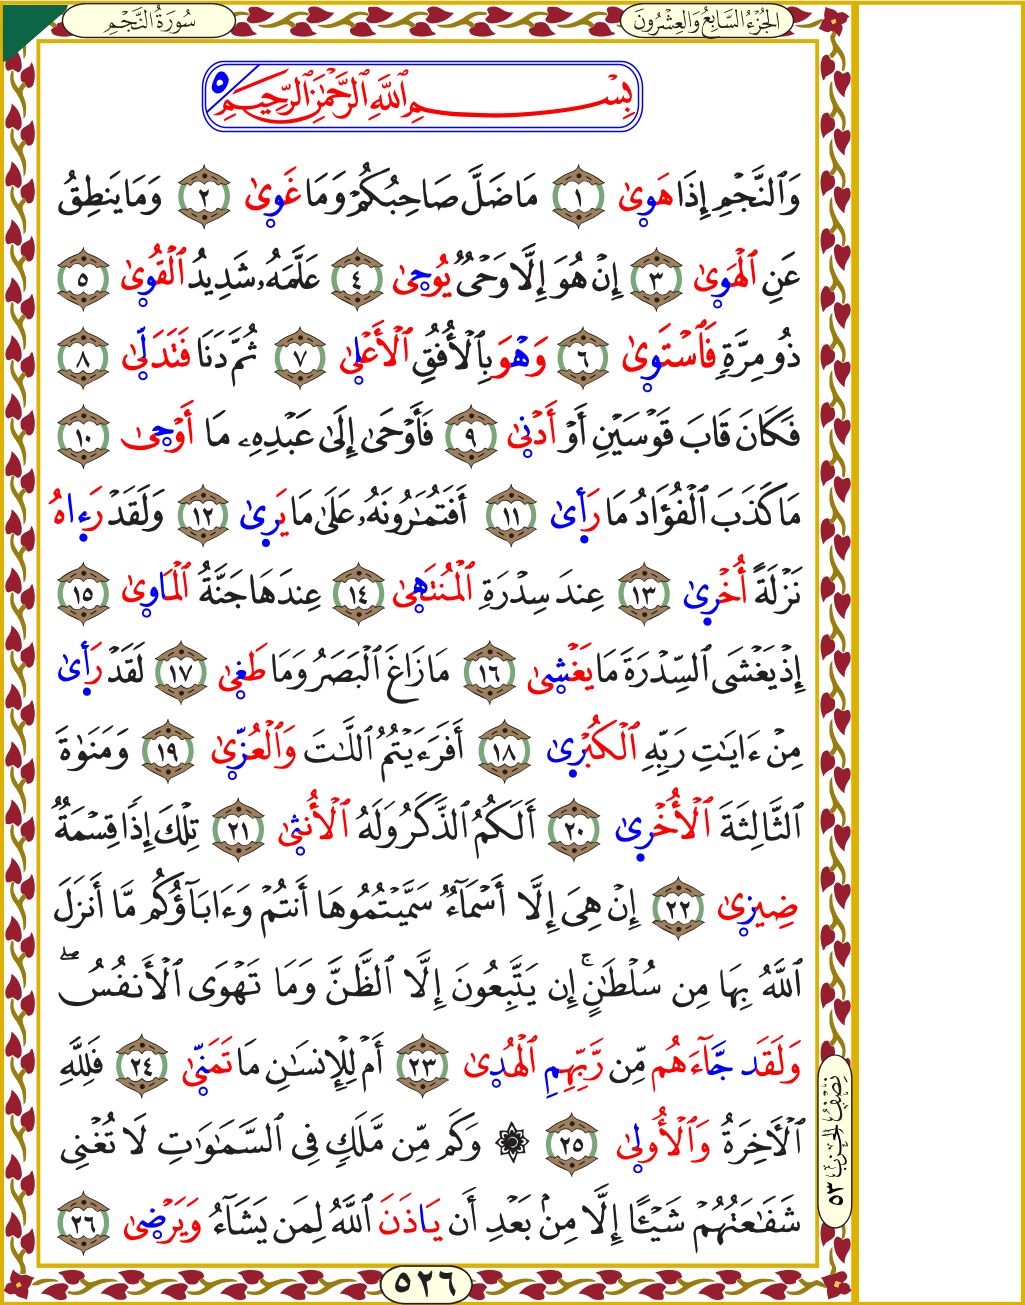 الجُزْءُ السَّابِعُ وَالعِشْرُونَ
سُورَةُ النَّجْمِ
٥
بِسْمِ ٱللَّهِ ٱلرَّحْمَٰنِ ٱلرَّحِيمِ
وَٱلنَّجْمِ إِذَا هَوِىٰ ١ مَا ضَلَّ صَاحِبُكُمْ وَمَا غَوِىٰ ٢ وَمَا يَنطِقُ
عَنِ ٱلْهَوِىٰ ٣ إِنْ هُوَ إِلَّا وَحْىٌ يُوحِىٰ ٤ عَلَّمَهُۥ شَدِيدُ ٱلْقُوِىٰ ٥
ذُو مِرَّةٍ فَٱسْتَوِىٰ ٦ وَهْوَ بِٱلْأُفُقِ ٱلْأَعْلِىٰ ٧ ثُمَّ دَنَا فَتَدَلِّىٰ ٨
فَكَانَ قَابَ قَوْسَيْنِ أَوْ أَدْنِىٰ ٩ فَأَوْحَىٰ إِلَىٰ عَبْدِهِۦ مَا أَوْحِىٰ ١٠
مَا كَذَبَ ٱلْفُؤَادُ مَا رَأِىٰ ١١ أَفَتُمَٰرُونَهُۥ عَلَىٰ مَا يَرِىٰ ١٢ وَلَقَدْ رَءِاهُ
نَزْلَةً أُخْرِىٰ ١٣ عِندَ سِدْرَةِ ٱلْمُنتَهِىٰ ١٤ عِندَهَا جَنَّةُ ٱلْمَاوِىٰ ١٥
إِذْ يَغْشَى ٱلسِّدْرَةَ مَا يَغْشِىٰ ١٦ مَا زَاغَ ٱلْبَصَرُ وَمَا طَغِىٰ ١٧ لَقَدْ رَأِىٰ
مِنْ ءَايَٰتِ رَبِّهِ ٱلْكُبْرِىٰ ١٨ أَفَرَءَيْتُمُ ٱللَّٰتَ وَٱلْعُزِّىٰ ١٩ وَمَنَوٰةَ
ٱلثَّالِثَةَ ٱلْأُخْرِىٰ ٢٠ أَلَكُمُ ٱلذَّكَرُ وَلَهُ ٱلْأُنثِىٰ ٢١ تِلْكَ إِذًا قِسْمَةٌ
ضِيزِىٰ ٢٢ إِنْ هِىَ إِلَّا أَسْمَآءٌ سَمَّيْتُمُوهَا أَنتُمْ وَءَابَآؤُكُم مَّا أَنزَلَ
ٱللَّهُ بِهَا مِن سُلْطَٰنٍ ۚ إِن يَتَّبِعُونَ إِلَّا ٱلظَّنَّ وَمَا تَهْوَى ٱلْأَنفُسُ ۖ
وَلَقَد جَّآءَهُم مِّن رَّبِّهِمِ ٱلْهُدِىٰ ٢٣ أَمْ لِلْإِنسَٰنِ مَا تَمَنِّىٰ ٢٤ فَلِلَّهِ
ٱلْأَخِرَةُ وَٱلْأُولِىٰ ٢٥ ۞ وَكَم مِّن مَّلَكٍ فِى ٱلسَّمَٰوَٰتِ لَا تُغْنِى
شَفَٰعَتُهُمْ شَيْـًٔا إِلَّا مِنۢ بَعْدِ أَن يَاذَنَ ٱللَّهُ لِمَن يَشَآءُ وَيَرْضِىٰ ٢٦
نِصْفُ الحِزْبِ ٥٣
٥٢٦